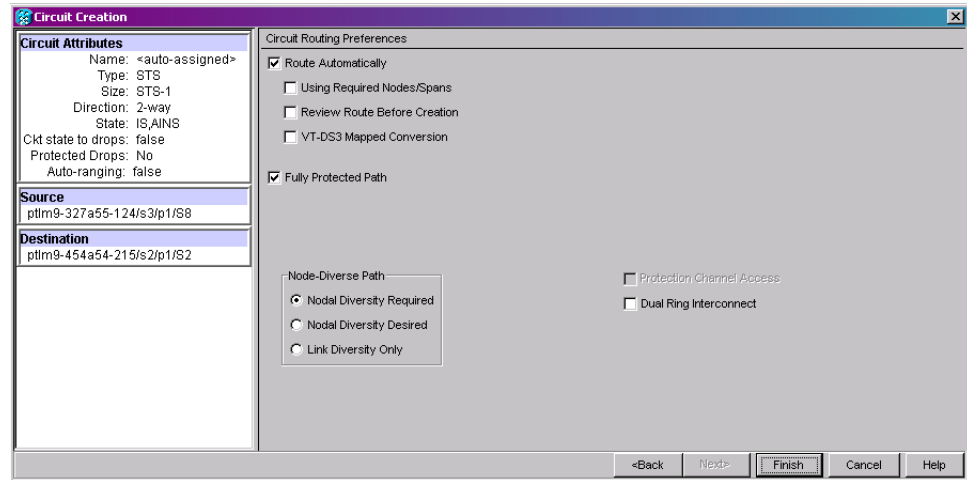 Circuit Creation
Circuit Attributes
Name: <auto-assigned>
Type: STS
Size: STS-1
Direction: 2-way
State: IS,AINS
Ckt state to drops: false
Protected Drops: No
Auto-ranging: false
Source
ptlm9-327a55-124/s3/p1/S8
Destination
ptlm9-454a54-215/s2/p1/S2
Circuit Routing Preferences
Route Automatically
Using Required Nodes/Spans
Review Route Before Creation
VT-DS3 Mapped Conversion
Fully Protected Path
Node-Diverse Path
Nodal Diversity Required
Nodal Diversity Desired
Link Diversity Only
Protection Channel Access
Dual Ring Interconnect
<Back Next> Finish Cancel Help